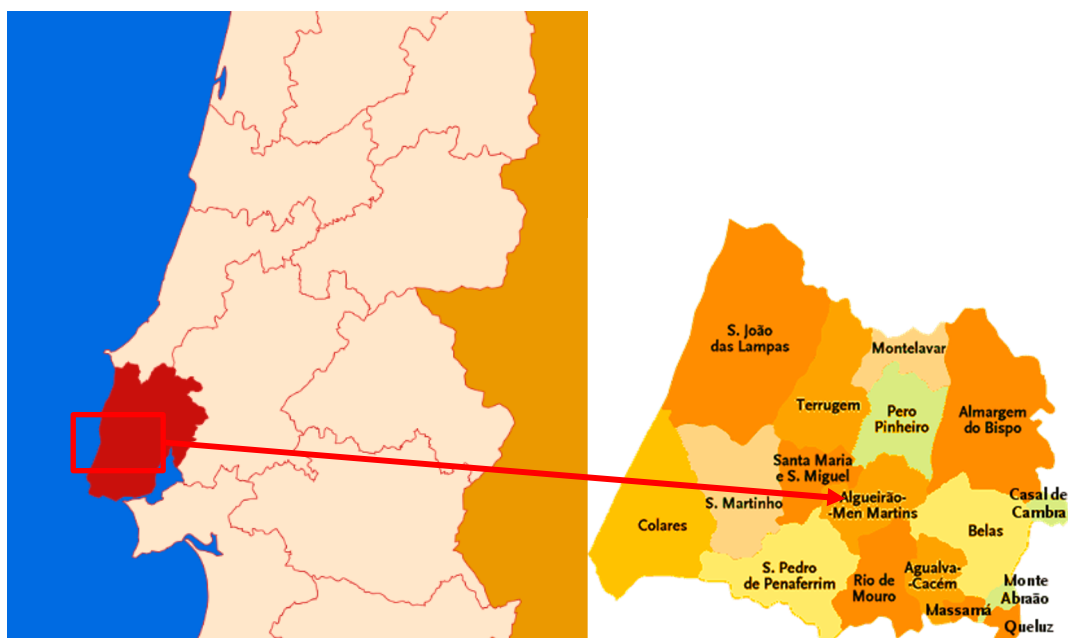 S. João
das Lampas
Montelavar
Terrugem
Pero
Pinheiro
Almargem
do Bispo
Santa Maria
e S. Miguel
Algueirão-
-Men Martins
S. Martinho
Colares
Casal de
Cambra
Belas
S. Pedro
de Penaferrim
Rio de
Mouro
Agualva-
-Cacém
Monte
Abraão
Massamá
Queluz